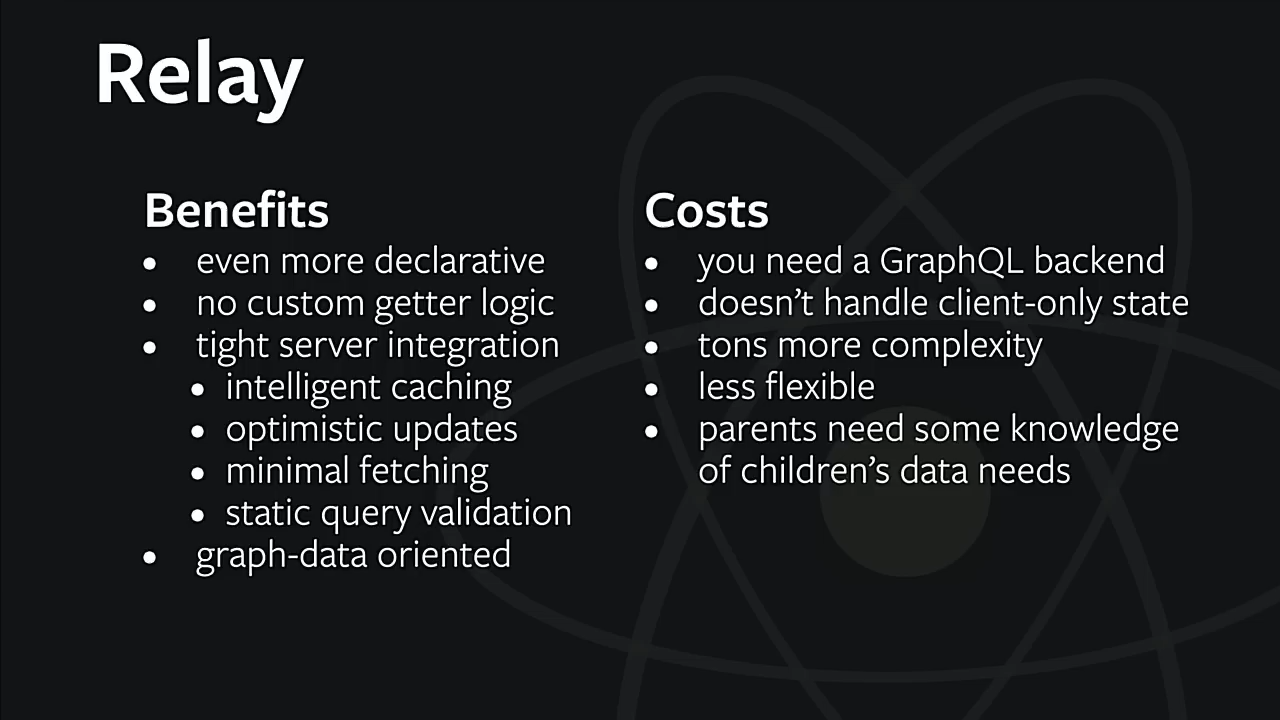 Relay
Benefits
• even more declarative
• no custom getter logic
• tight server integration
• intelligent caching
• optimistic updates
• minimal fetching
• static query validation
• graph-data oriented
Costs
• you need a GraphQL backend
• doesn’t handle client-only state
• tons more complexity
• less flexible
• parents need some knowledge
of children’s data needs